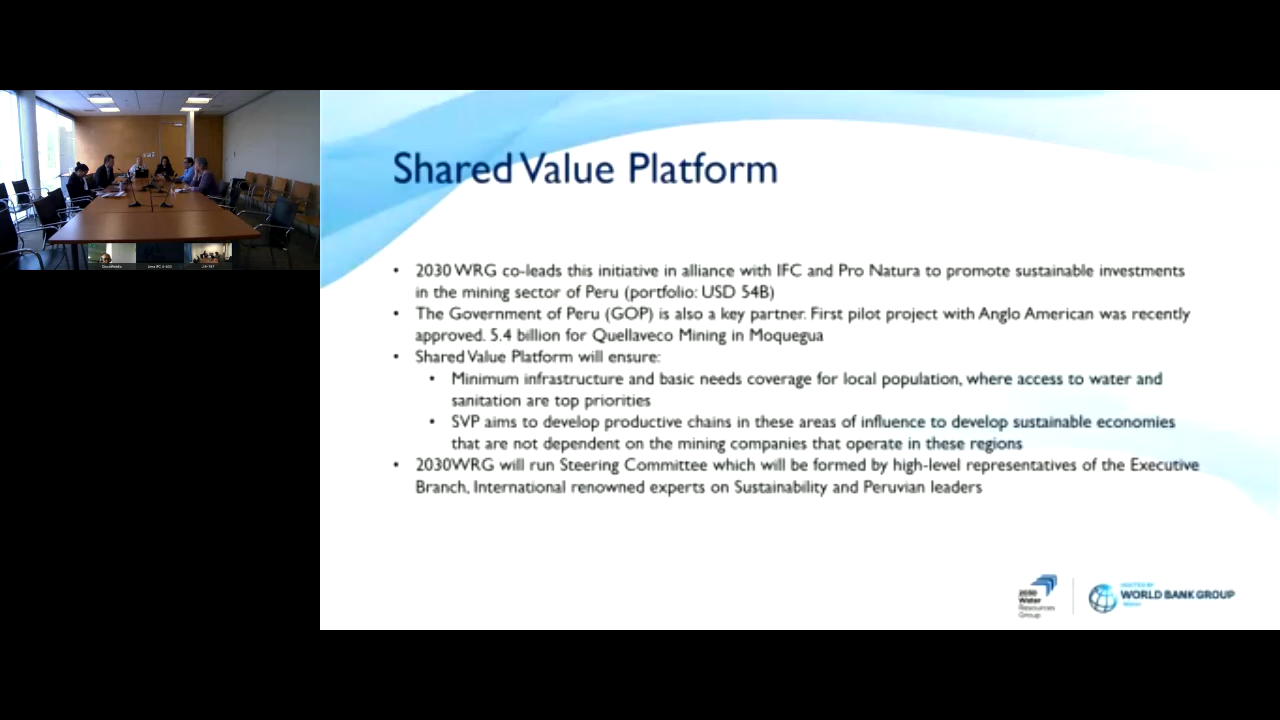 Shared Value Platform
• 2030 WRG co-leads this initiative in alliance with IFC and Pro Natura to promote sustainable investments
in the mining sector of Peru (portfolio: USD 54B)
• The Government of Peru (GOP) is also a key partner. First pilot project with Anglo American was recently
approved. 5.4 billion for Quellaveco Mining in Moquegua
• Shared Value Platform will ensure:
• Minimum infrastructure and basic needs coverage for local population, where access to water and
sanitation are top priorities
• SVP aims to develop productive chains in these areas of influence to develop sustainable economies
that are not dependent on the mining companies that operate in these regions
• 2030WRG will run Steering Committee which will be formed by high-level representatives of the Executive
Branch, International renowned experts on Sustainability and Peruvian leaders
2030
Water
Resources
Group
HOSTED BY
WORLD BANK GROUP